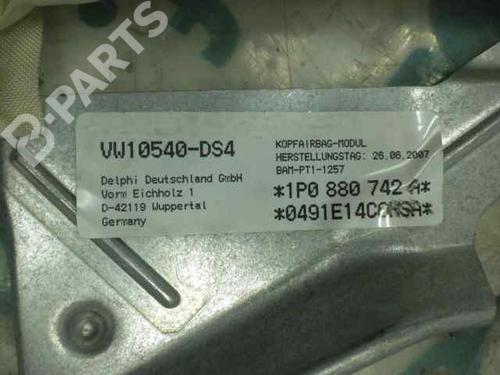 B-PARTS
VW10540-DS4
Delphi Deutschland GmbH
Vorm Eichholz 1
D-42119 Wuppertal
Germany
KOPFAIRBAG-MODUL
HERSTELLUNGSTAG: 26.06.2007
BAM-PT1-1257
*1P0 880 742 A*